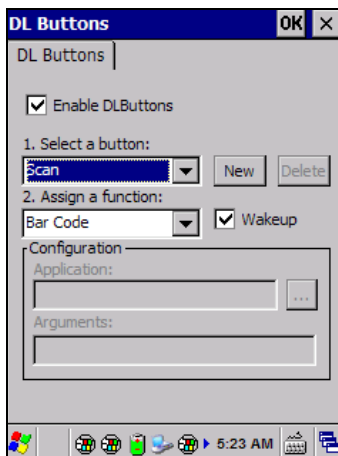 DL Buttons OK ×
DL Buttons
Enable DLButtons
1. Select a button:
Scan New Delete
2. Assign a function:
Bar Code Wakeup
Configuration
Application:
...
Arguments:
5:23 AM